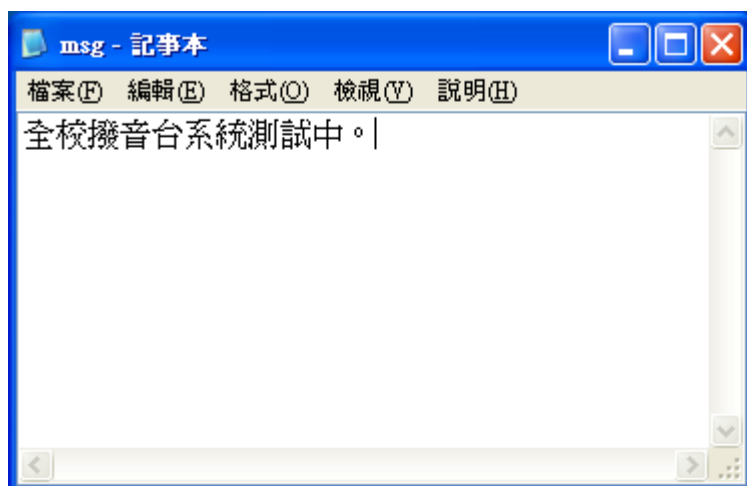 msg - 記事本
檔案(F) 編輯(E) 格式(O) 檢視(V) 說明(H)
全校撥音台系統測試中。